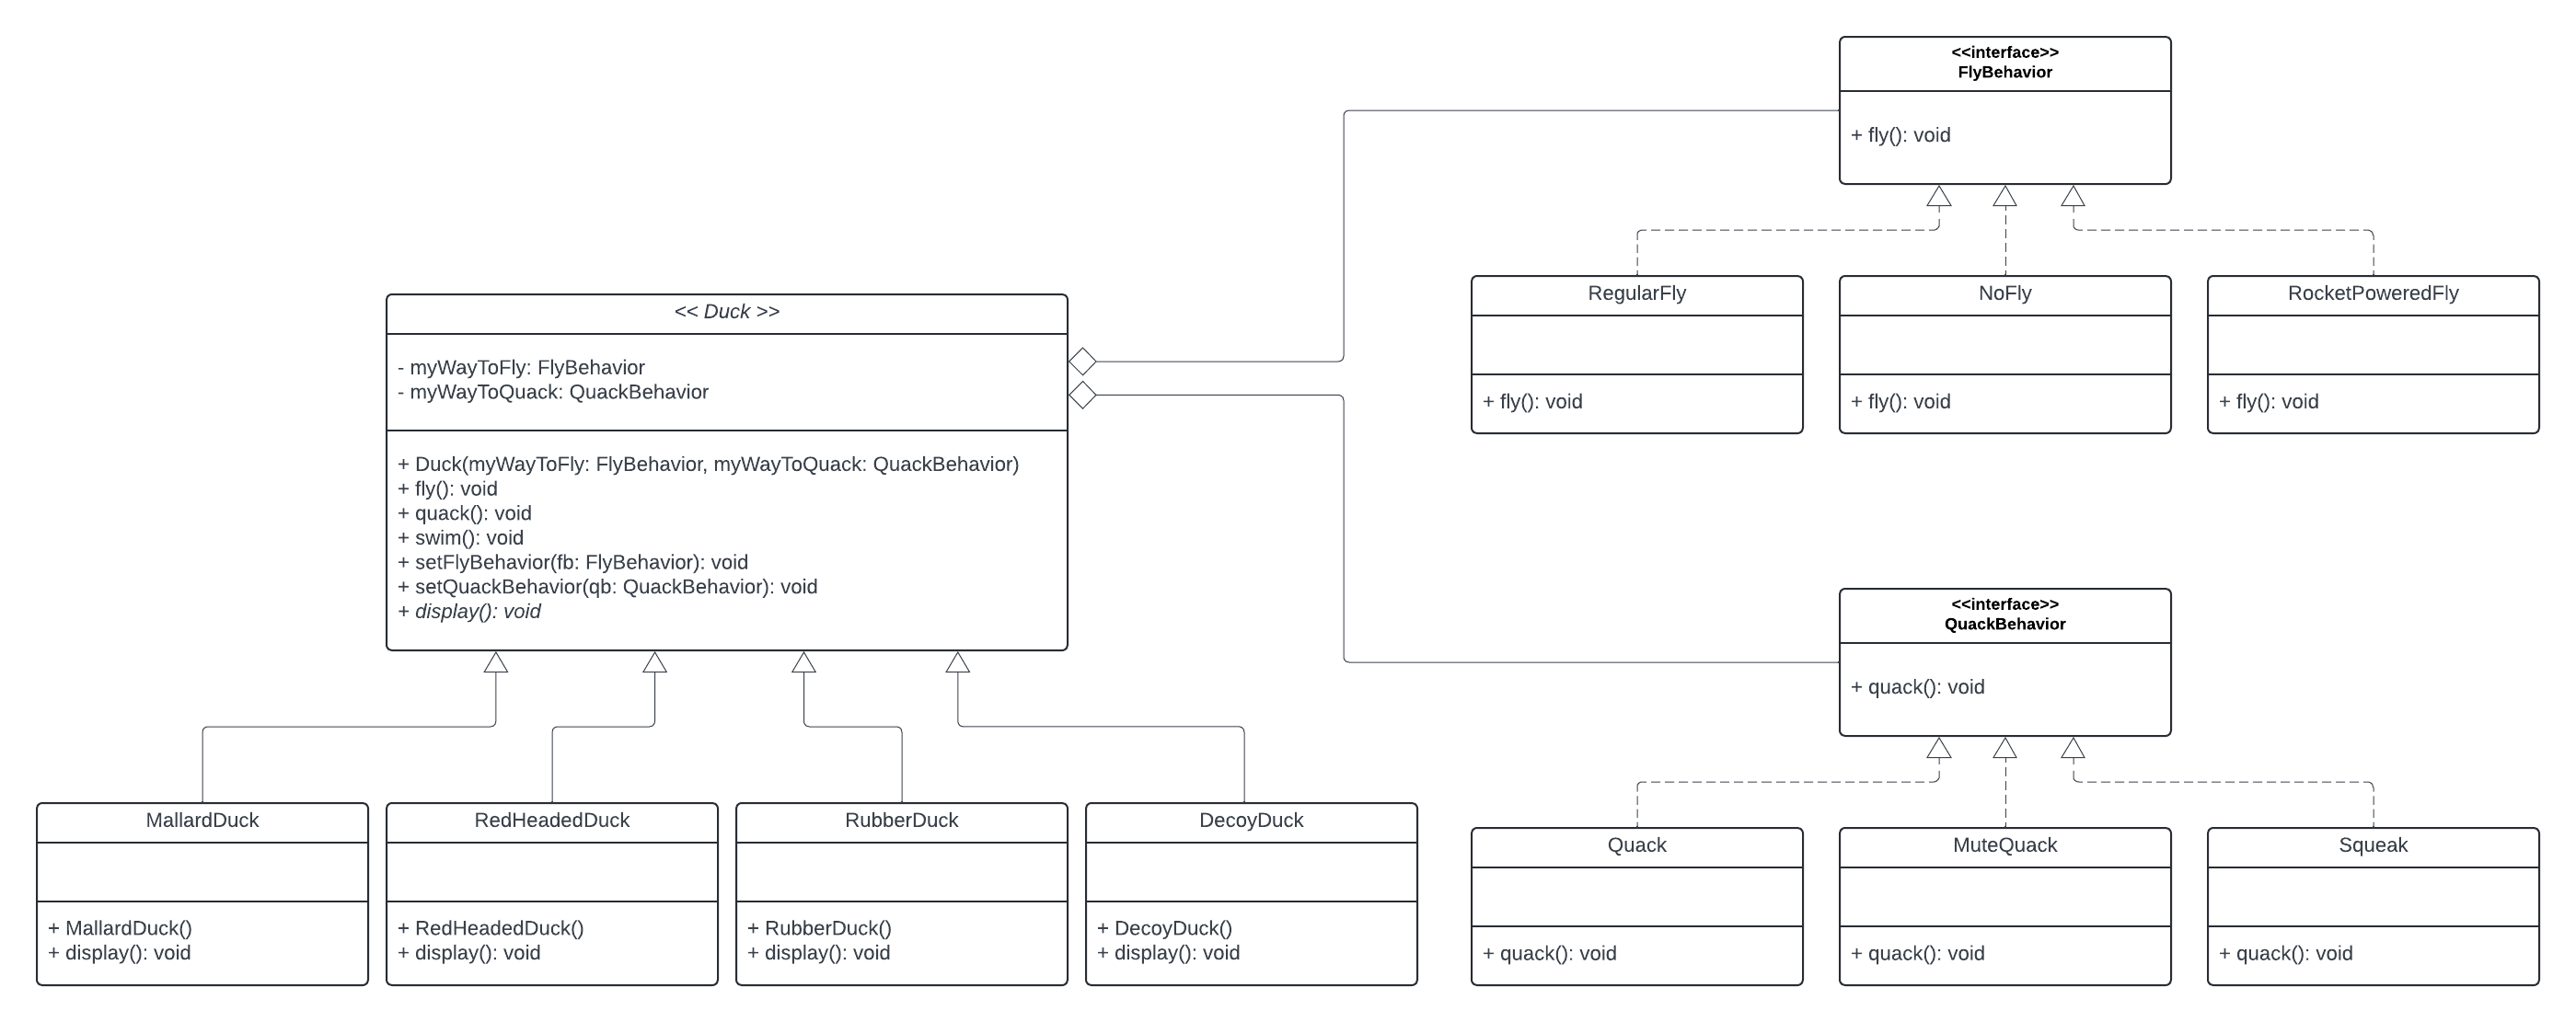 <<interface>>
FlyBehavior
+ fly(): void
RegularFly
+ fly(): void
NoFly
+ fly(): void
RocketPoweredFly
+ fly(): void
<< Duck >>
- myWayToFly: FlyBehavior
- myWayToQuack: QuackBehavior
+ Duck(myWayToFly: FlyBehavior, myWayToQuack: QuackBehavior)
+ fly(): void
+ quack(): void
+ swim(): void
+ setFlyBehavior(fb: FlyBehavior): void
+ setQuackBehavior(qb: QuackBehavior): void
+ display(): void
<<interface>>
QuackBehavior
+ quack(): void
MallardDuck
+ MallardDuck()
+ display(): void
RedHeadedDuck
+ RedHeadedDuck()
+ display(): void
RubberDuck
+ RubberDuck()
+ display(): void
DecoyDuck
+ DecoyDuck()
+ display(): void
Quack
+ quack(): void
MuteQuack
+ quack(): void
Squeak
+ quack(): void